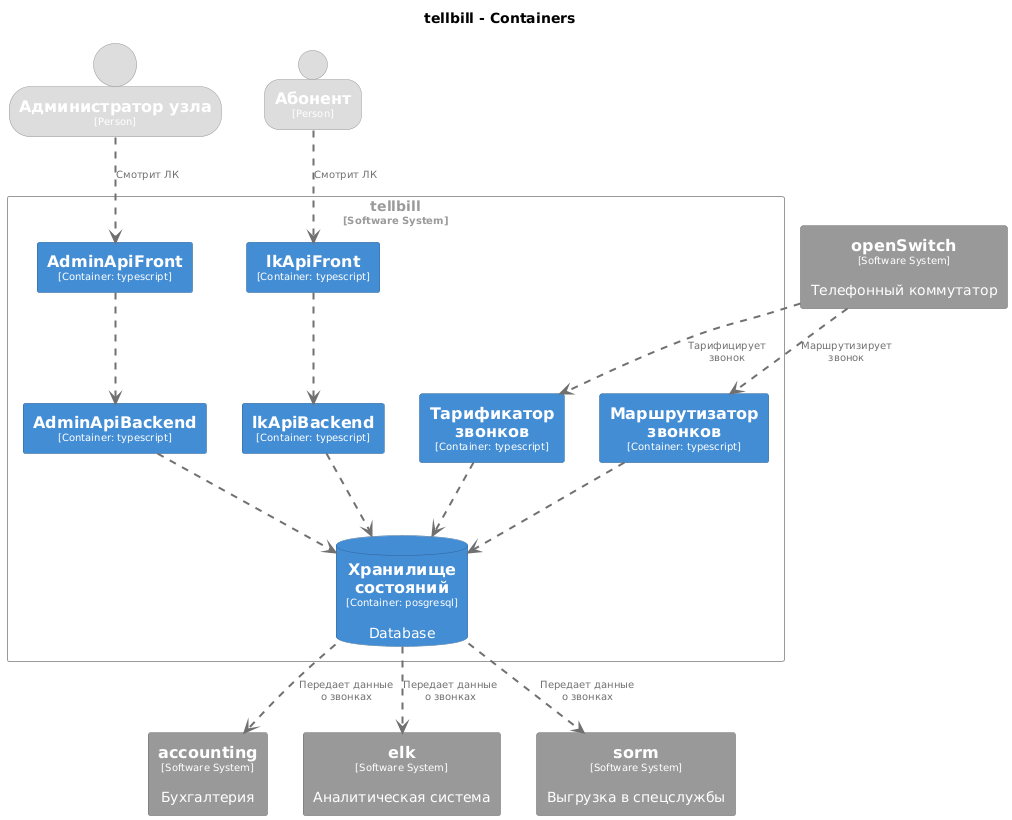 tellbill - Containers
Администратор узла
[Person]
Абонент
[Person]
Смотрит ЛК
Смотрит ЛК
tellbill
[Software System]
AdminApiFront
[Container: typescript]
lkApiFront
[Container: typescript]
openSwitch
[Software System]
Телефонный коммутатор
Тарифицирует
звонок
Маршрутизирует
звонок
AdminApiBackend
[Container: typescript]
lkApiBackend
[Container: typescript]
Тарификатор
звонков
[Container: typescript]
Маршрутизатор
звонков
[Container: typescript]
Хранилище
состояний
[Container: posgresql]
Database
Передает данные
о звонках
Передает данные
о звонках
Передает данные
о звонках
accounting
[Software System]
Бухгалтерия
elk
[Software System]
Аналитическая система
sorm
[Software System]
Выгрузка в спецслужбы